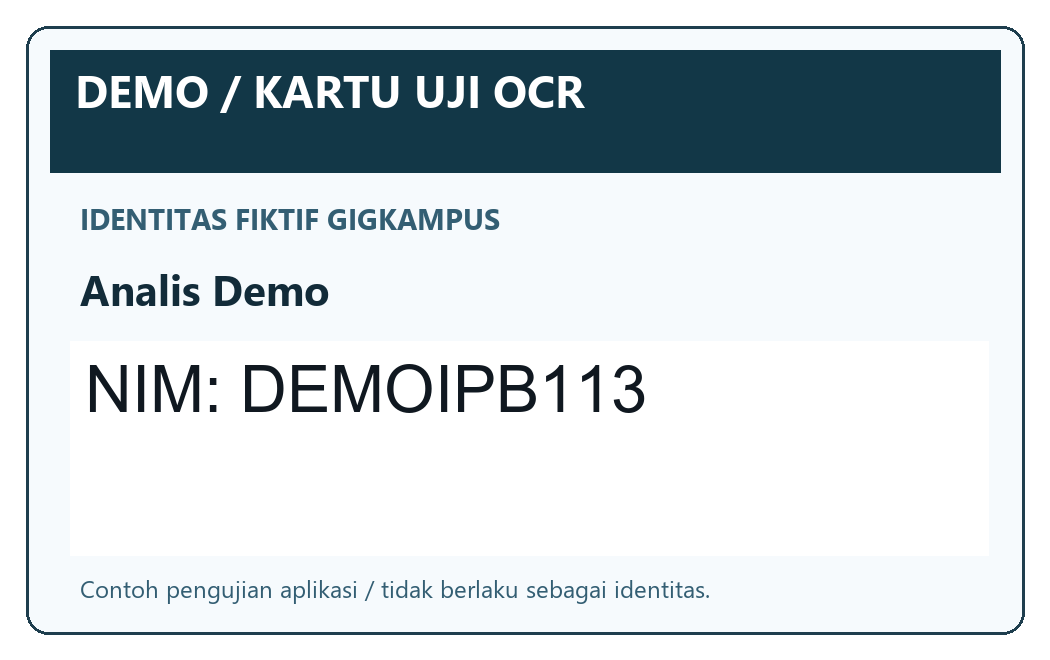 DEMO / KARTU UJI OCR
IDENTITAS FIKTIF GIGKAMPUS
Analis Demo
NIM: DEMOIPB113
Contoh pengujian aplikasi / tidak berlaku sebagai identitas.